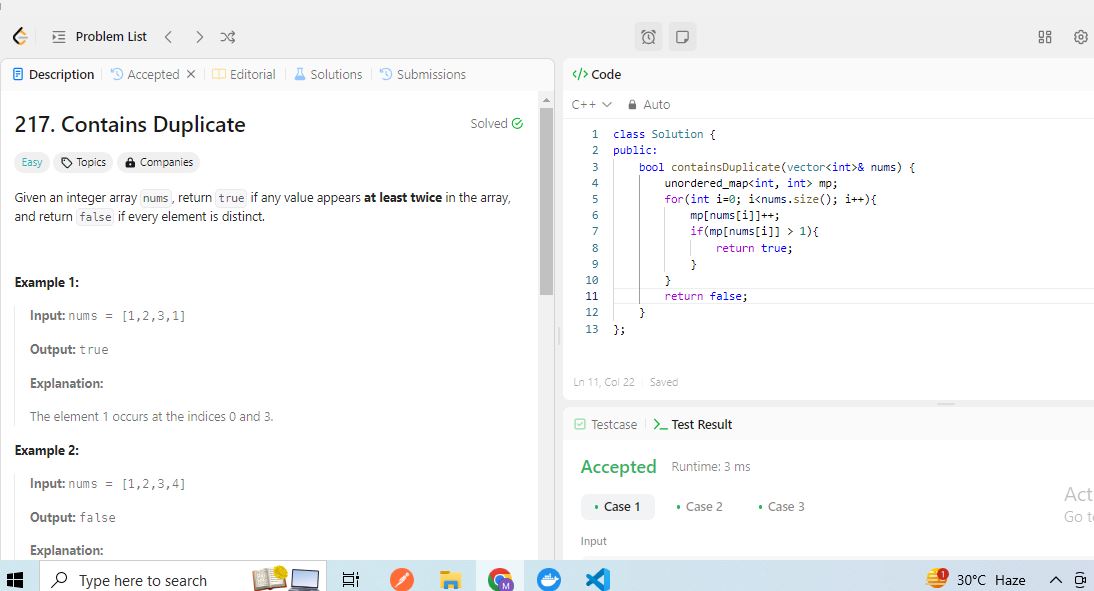 Problem List
Description Accepted Editorial Solutions Submissions
217. Contains Duplicate
Solved
Easy Topics Companies
Given an integer array nums, return true if any value appears at least twice in the array,
and return false if every element is distinct.
Example 1:
Input: nums = [1,2,3,1]
Output: true
Explanation:
The element 1 occurs at the indices 0 and 3.
Example 2:
Input: nums = [1,2,3,4]
Output: false
Explanation:
</> Code
C++ Auto
1 class Solution {
2 public:
3 bool containsDuplicate(vector<int>& nums) {
4 unordered_map<int, int> mp;
5 for(int i=0; i<nums.size(); i++){
6 mp[nums[i]]++;
7 if(mp[nums[i]] > 1){
8 return true;
9 }
10 }
11 return false;
12 }
13 };
Ln 11, Col 22 Saved
Testcase >_ Test Result
Accepted Runtime: 3 ms
• Case 1 • Case 2 • Case 3
Input
Act
Go t
Type here to search
M
1
30°C Haze